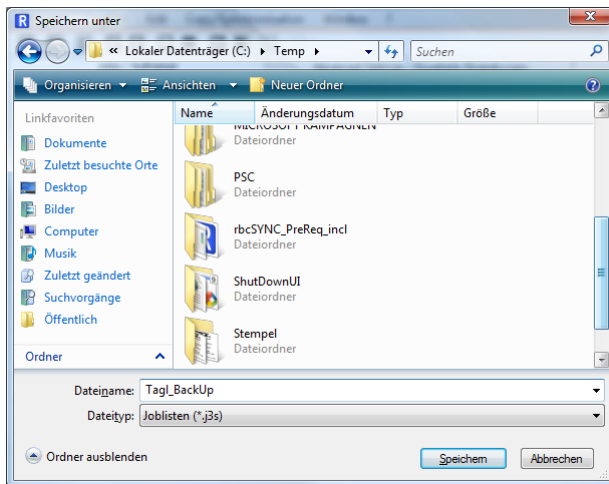 Speichern unter
« Lokaler Datenträger (C:) Temp Suchen
Organisieren Ansichten Neuer Ordner
Linkfavoriten
Dokumente
Zuletzt besuchte Orte
Desktop
Bilder
Computer
Musik
Zuletzt geändert
Suchvorgänge
Öffentlich
Ordner
Name Änderungsdatum Typ Größe
MICROSOFT KAMPAGNEN
Dateiordner
PSC
Dateiordner
rbcSYNC_PreReq_incl
Dateiordner
ShutDownUI
Dateiordner
Stempel
Dateiordner
Dateiname: Tagl_BackUp
Dateityp: Joblisten (*.j3s)
Ordner ausblenden Speichern Abbrechen